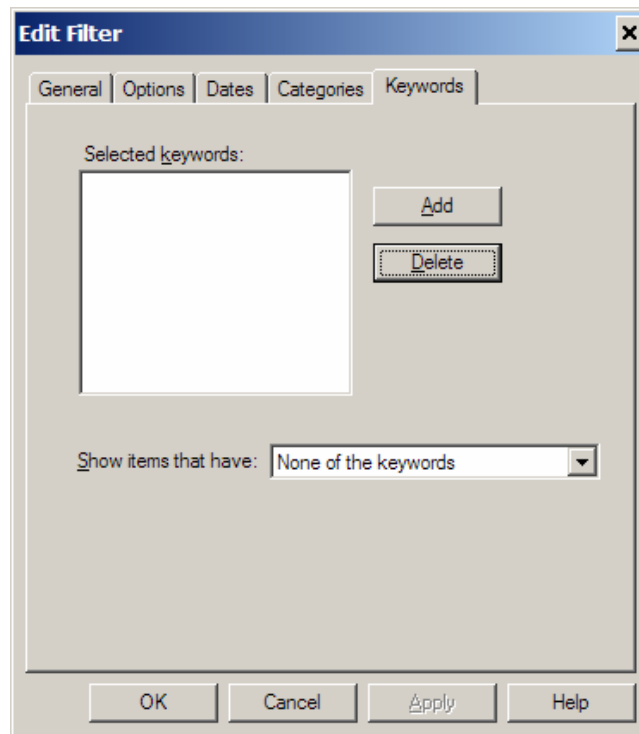 Edit Filter
General Options Dates Categories Keywords
Selected keywords:
Add
Delete
Show items that have: None of the keywords
OK Cancel Apply Help